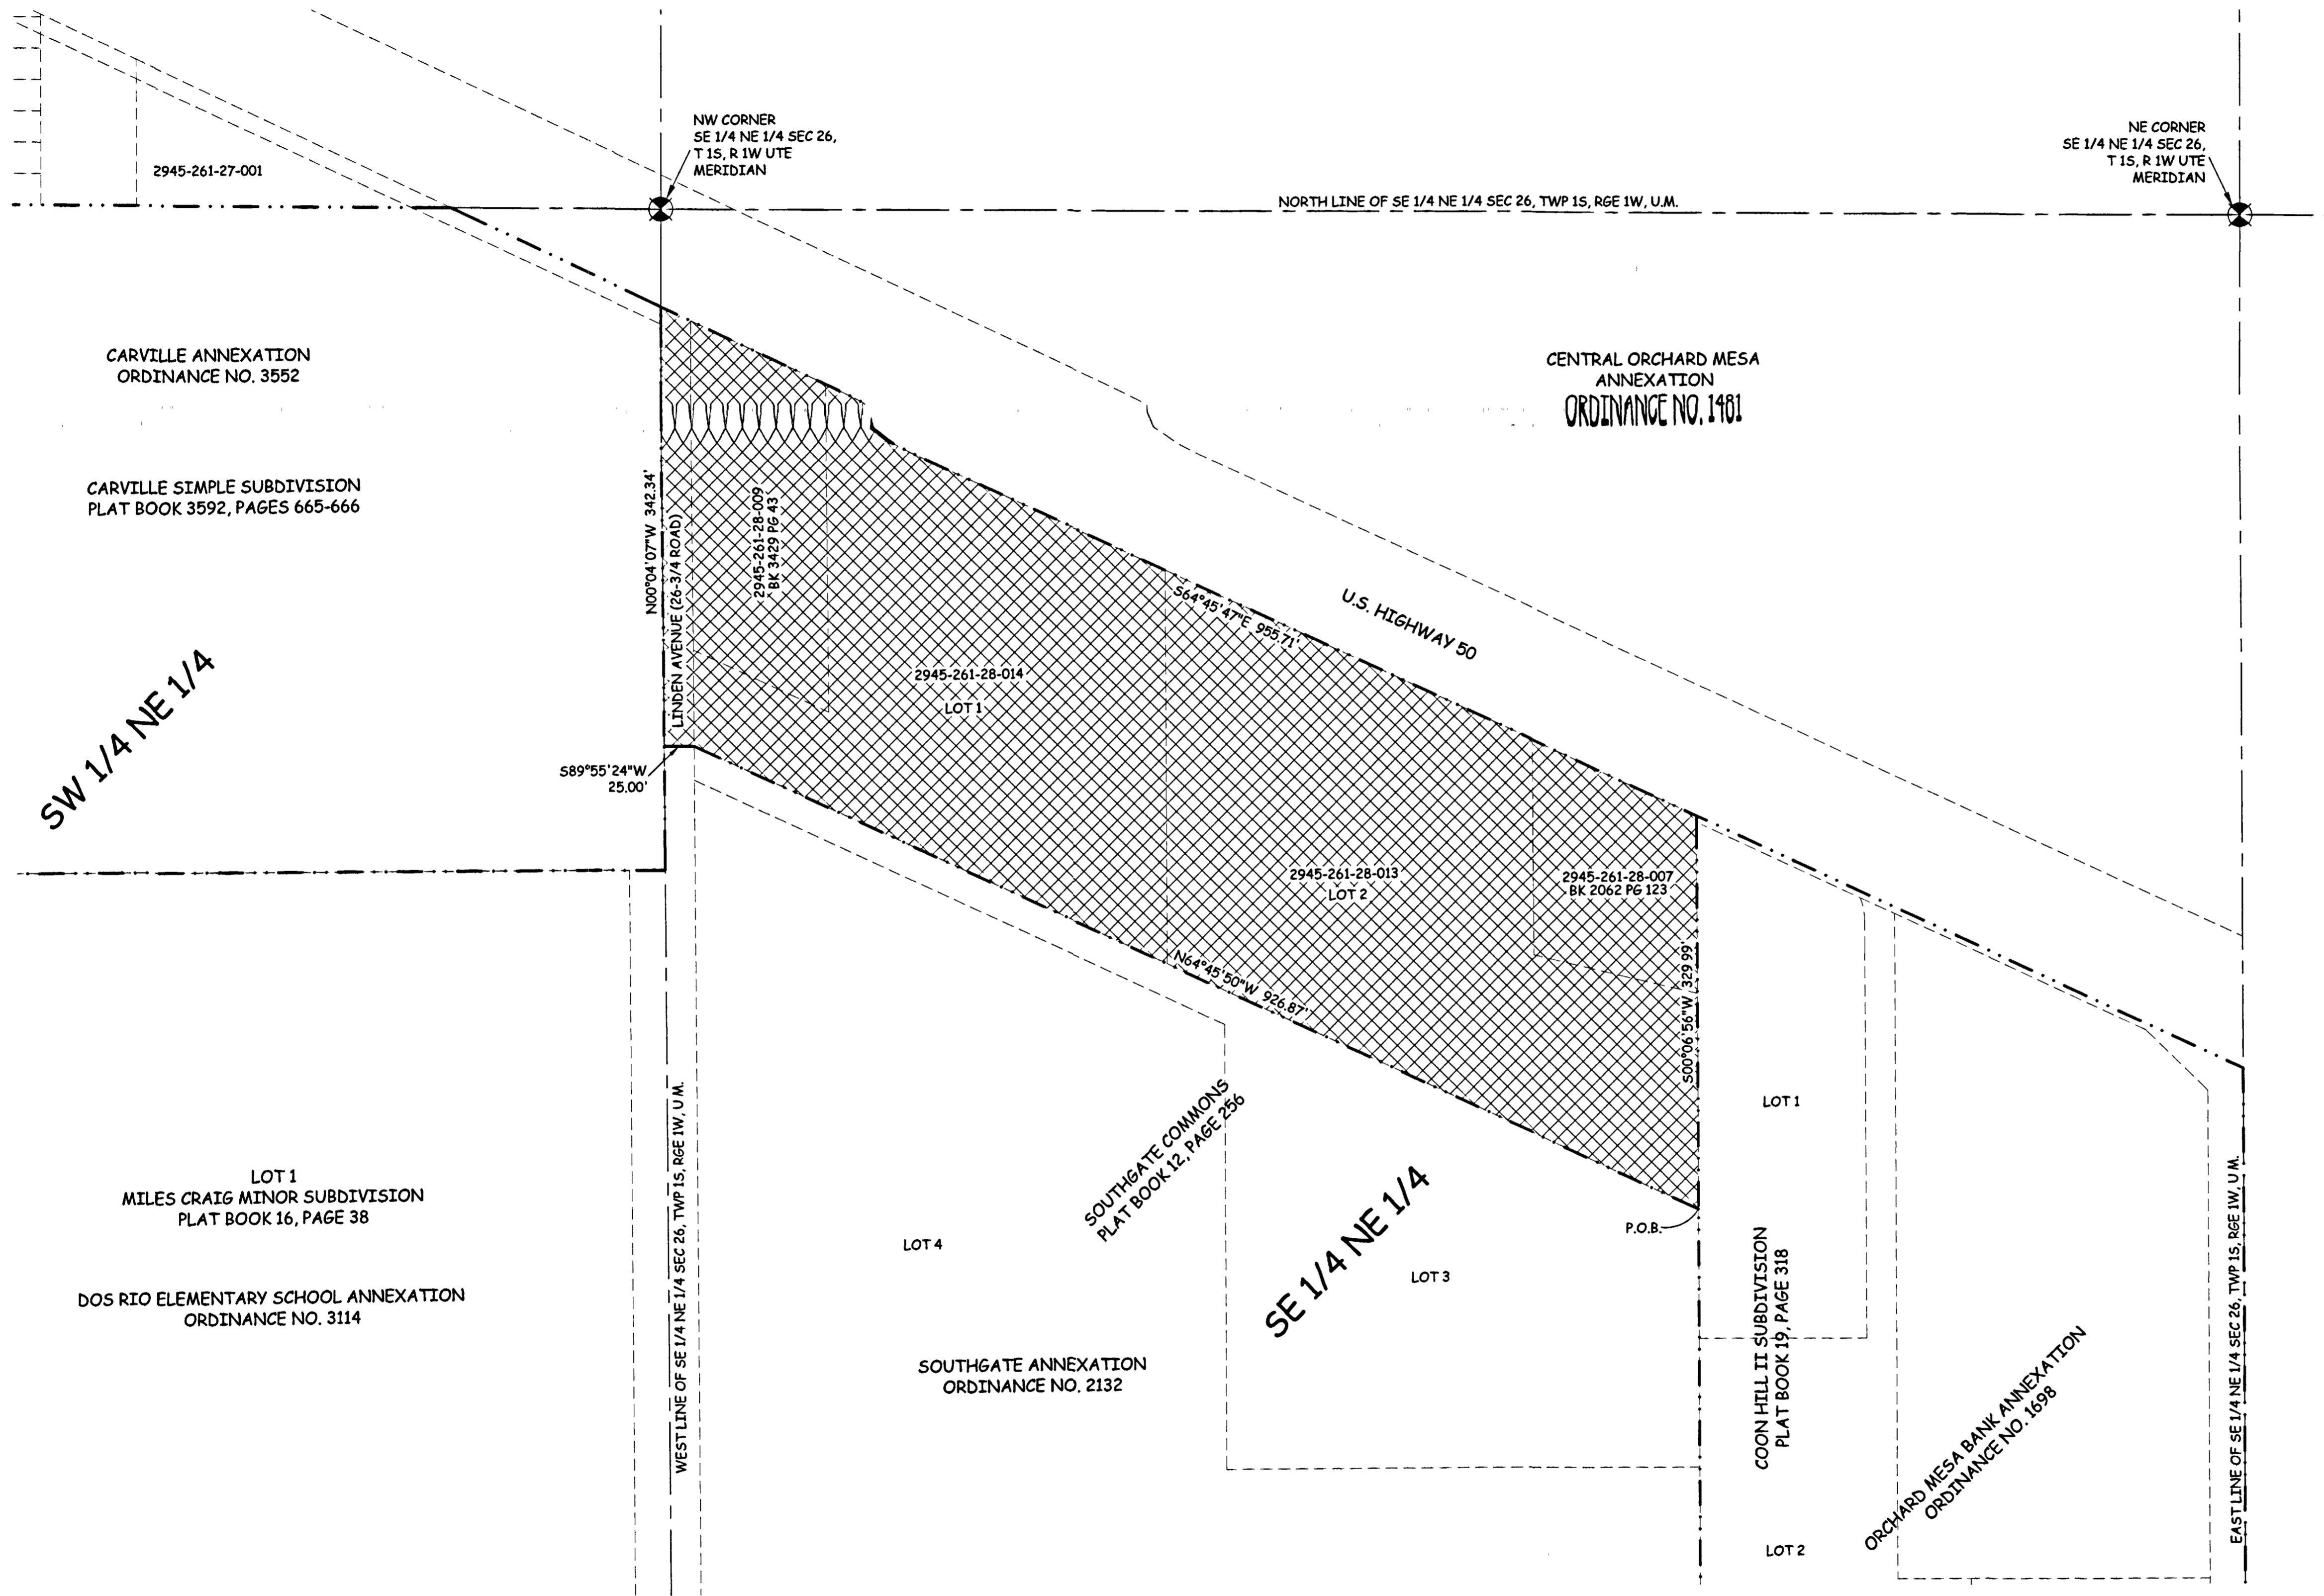 NW CORNER
SE 1/4 NE 1/4 SEC 26,
T 1S, R 1W UTE
MERIDIAN
NE CORNER
SE 1/4 NE 1/4 SEC 26,
T 1S, R 1W UTE
MERIDIAN
2945-261-27-001
NORTH LINE OF SE 1/4 NE 1/4 SEC 26, TWP 1S, RGE 1W, U.M.
CARVILLE ANNEXATION
ORDINANCE NO. 3552
CENTRAL ORCHARD MESA
ANNEXATION
ORDINANCE NO. 1481
CARVILLE SIMPLE SUBDIVISION
PLAT BOOK 3592, PAGES 665-666
N00°04'07"W 342.34'
LINDEN AVENUE (26-3/4 ROAD)
2945-261-28-009
BK 3429 PG 43
S64°45'47"E 955.71'
U.S. HIGHWAY 50
SW 1/4 NE 1/4
2945-261-28-014
LOT 1
S89°55'24"W
25.00'
2945-261-28-013
LOT 2
2945-261-28-007
BK 2062 PG 123
N64°45'50"W 926.87'
S00°06'56"W 329.99'
LOT 1
SOUTHGATE COMMONS
PLAT BOOK 12, PAGE 256
LOT 1
MILES CRAIG MINOR SUBDIVISION
PLAT BOOK 16, PAGE 38
WEST LINE OF SE 1/4 NE 1/4 SEC 26, TWP 1S, RGE 1W, U.M.
LOT 4
SE 1/4 NE 1/4
P.O.B.
LOT 3
COON HILL II SUBDIVISION
PLAT BOOK 19, PAGE 318
DOS RIO ELEMENTARY SCHOOL ANNEXATION
ORDINANCE NO. 3114
SOUTHGATE ANNEXATION
ORDINANCE NO. 2132
ORCHARD MESA BANK ANNEXATION
ORDINANCE NO. 1698
EAST LINE OF SE 1/4 NE 1/4 SEC 26, TWP 1S, RGE 1W, U.M.
LOT 2